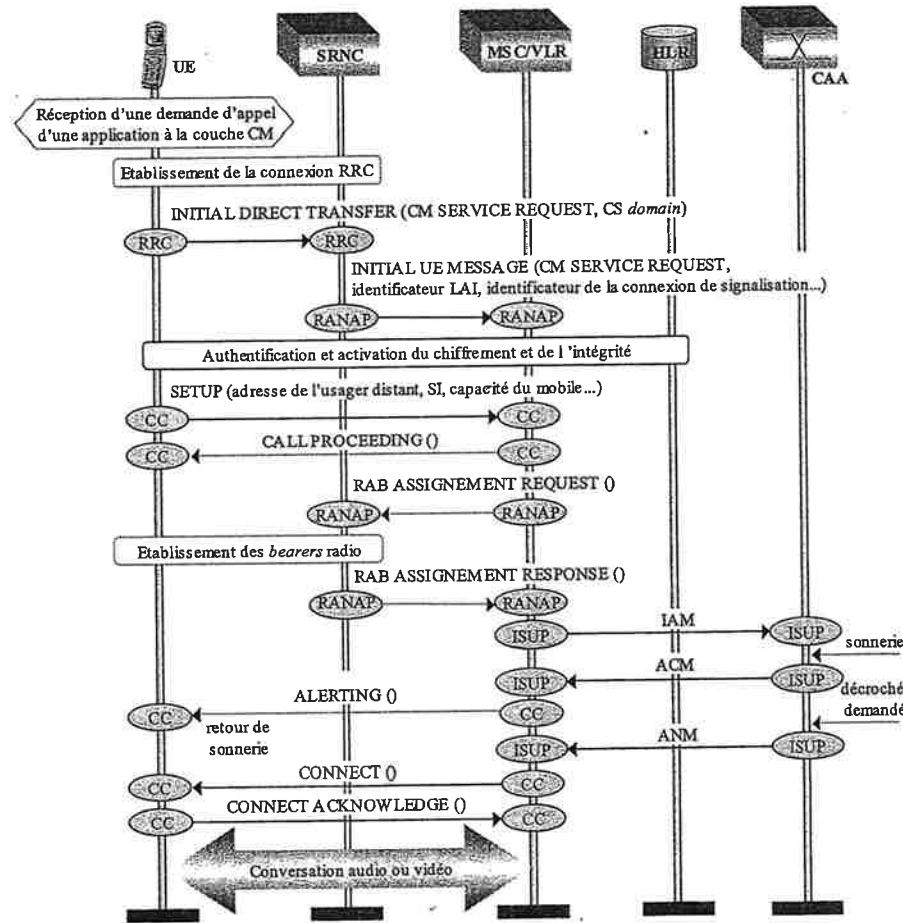 UE
SRNC
MSC/VLR
HLR
CAA
Réception d'une demande d'appel
d'une application à la couche CM
Etablissement de la connexion RRC
INITIAL DIRECT TRANSFER (CM SERVICE REQUEST, CS domain)
RRC
RRC
INITIAL UE MESSAGE (CM SERVICE REQUEST,
identificateur LAI, identificateur de la connexion de signalisation...)
RANAP
RANAP
Authentification et activation du chiffrement et de l 'intégrité
SETUP (adresse de l'usager distant, SI, capacité du mobile...)
CC
CC
CALL PROCEEDING ()
CC
CC
RAB ASSIGNEMENT REQUEST ()
RANAP
RANAP
Etablissement des bearers radio
RAB ASSIGNEMENT RESPONSE ()
RANAP
RANAP
IAM
ISUP
ISUP
sonnerie
ACM
ISUP
ISUP
ALERTING ()
CC
CC
retour de
sonnerie
décroché
demandé
ANM
ISUP
ISUP
CONNECT ()
CC
CC
CONNECT ACKNOWLEDGE ()
CC
CC
Conversation audio ou vidéo